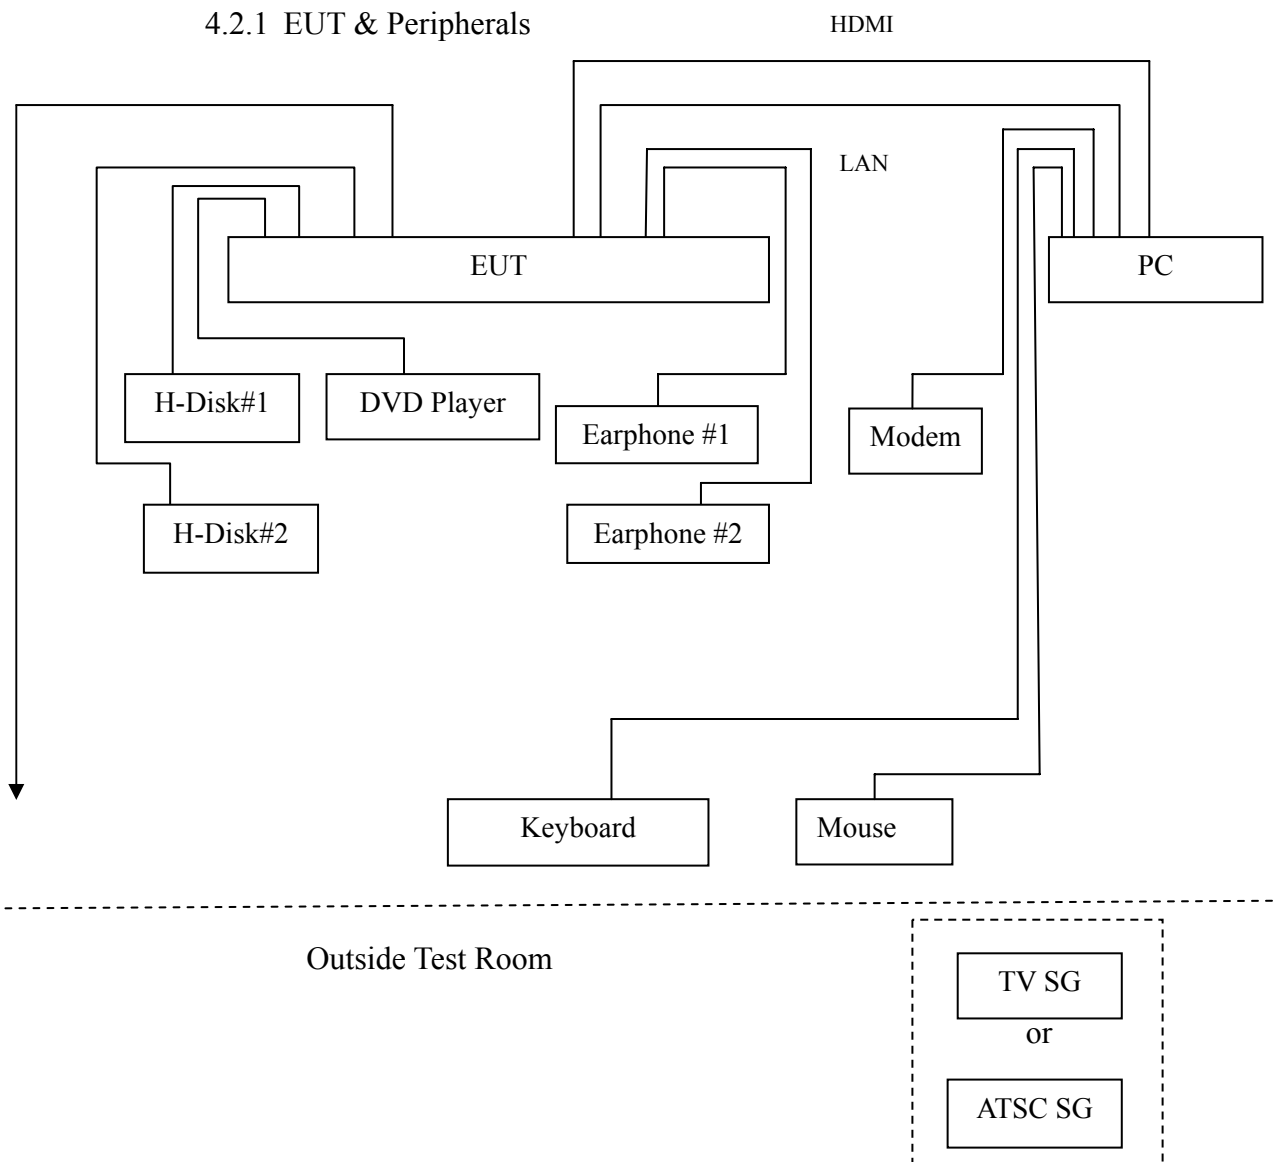 4.2.1 EUT & Peripherals
HDMI
LAN
EUT
PC
H-Disk#1
DVD Player
Earphone #1
Modem
H-Disk#2
Earphone #2
Keyboard
Mouse
Outside Test Room
TV SG
or
ATSC SG